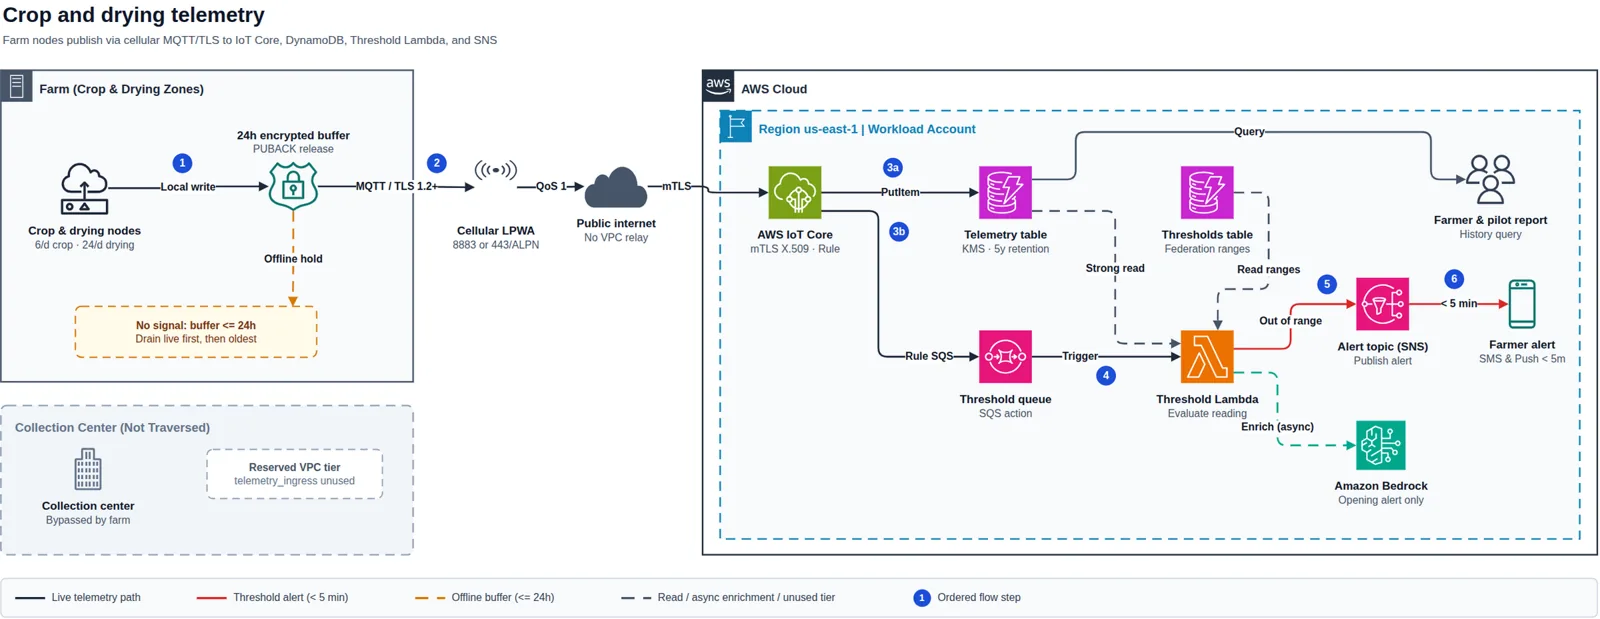 Crop and drying telemetry
Farm nodes publish via cellular MQTT/TLS to IoT Core, DynamoDB, Threshold Lambda, and SNS
Farm (Crop & Drying Zones)
24h encrypted buffer
PUBACK release
1
Local write
Crop & drying nodes
6/d crop · 24/d drying
Offline hold
No signal: buffer <= 24h
Drain live first, then oldest
2
MQTT / TLS 1.2+
Cellular LPWA
8883 or 443/ALPN
QoS 1
Public internet
No VPC relay
mTLS
Collection Center (Not Traversed)
Collection center
Bypassed by farm
Reserved VPC tier
telemetry_ingress unused
aws
AWS Cloud
Region us-east-1 | Workload Account
AWS IoT Core
mTLS X.509 · Rule
3a
PutItem
3b
Telemetry table
KMS · 5y retention
Query
Thresholds table
Federation ranges
Farmer & pilot report
History query
Strong read
Read ranges
Rule SQS
Threshold queue
SQS action
Trigger
4
Threshold Lambda
Evaluate reading
5
Out of range
Alert topic (SNS)
Publish alert
6
< 5 min
Farmer alert
SMS & Push < 5m
Enrich (async)
Amazon Bedrock
Opening alert only
Live telemetry path
Threshold alert (< 5 min)
Offline buffer (<= 24h)
Read / async enrichment / unused tier
1
Ordered flow step